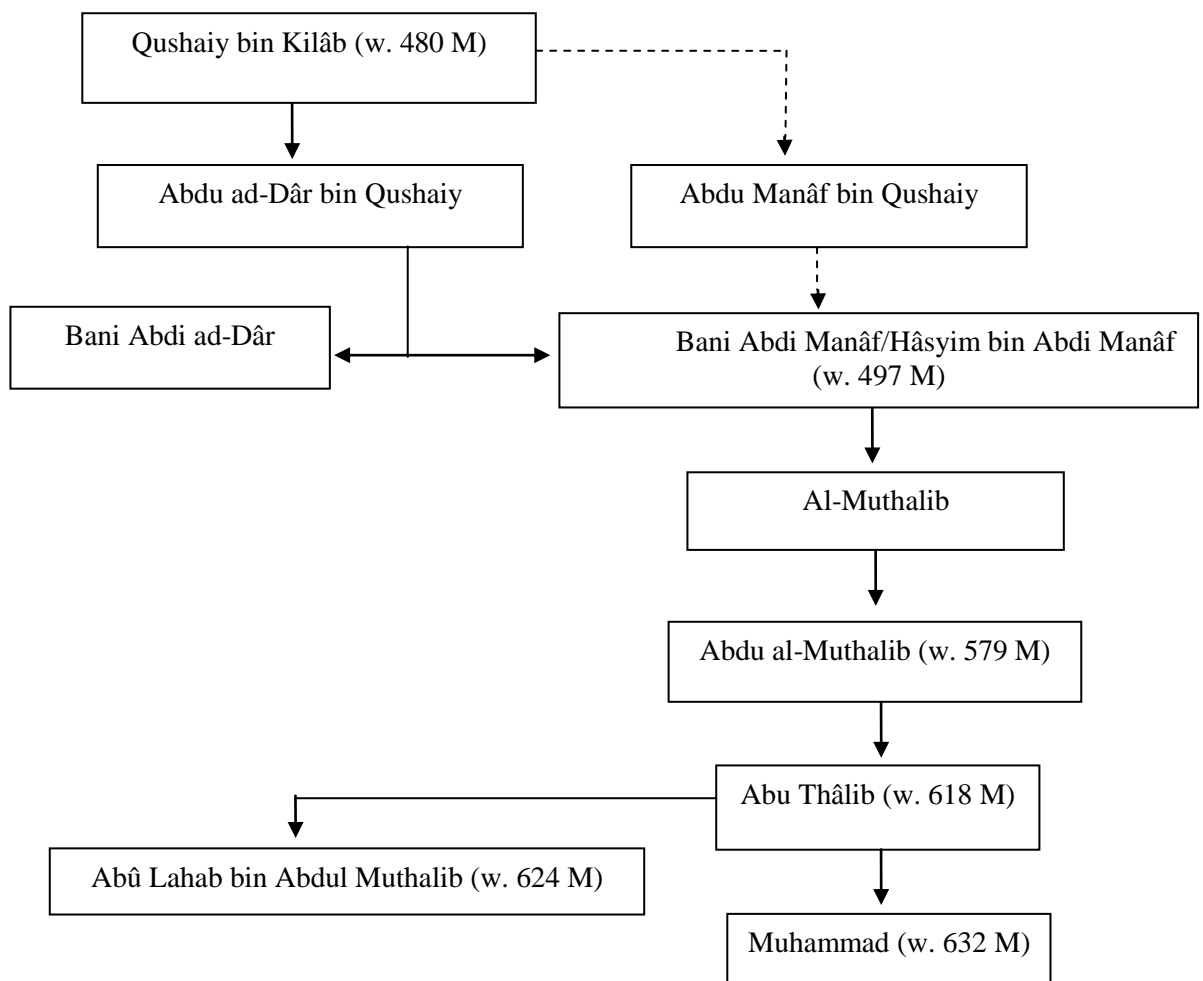 Qushaiy bin Kilâb (w. 480 M)
Abdu ad-Dâr bin Qushaiy
Abdu Manâf bin Qushaiy
Bani Abdi ad-Dâr
Bani Abdi Manâf/Hâsyim bin Abdi Manâf
(w. 497 M)
Al-Muthalib
Abdu al-Muthalib (w. 579 M)
Abu Thâlib (w. 618 M)
Abû Lahab bin Abdul Muthalib (w. 624 M)
Muhammad (w. 632 M)